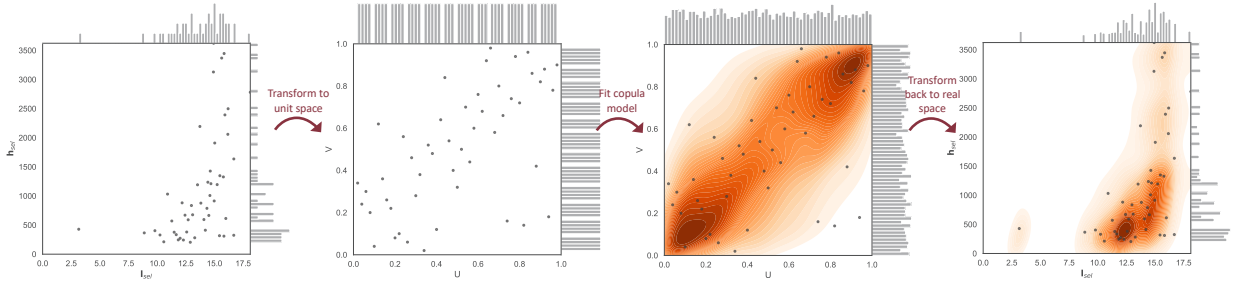 3500
3000
2500
2000
1500
1000
500
0
h_sel
0.0 2.5 5.0 7.5 10.0 12.5 15.0 17.5
l_sel
Transform to
unit space
1.0
0.8
0.6
0.4
0.2
0.0
V
0.0 0.2 0.4 0.6 0.8 1.0
U
Fit copula
model
1.0
0.8
0.6
0.4
0.2
0.0
V
0.2 0.4 0.6 0.8 1.0
U
Transform
back to real
space
3500
3000
2500
2000
1500
1000
500
0
h_sel
0.0 2.5 5.0 7.5 10.0 12.5 15.0 17.5
l_sel